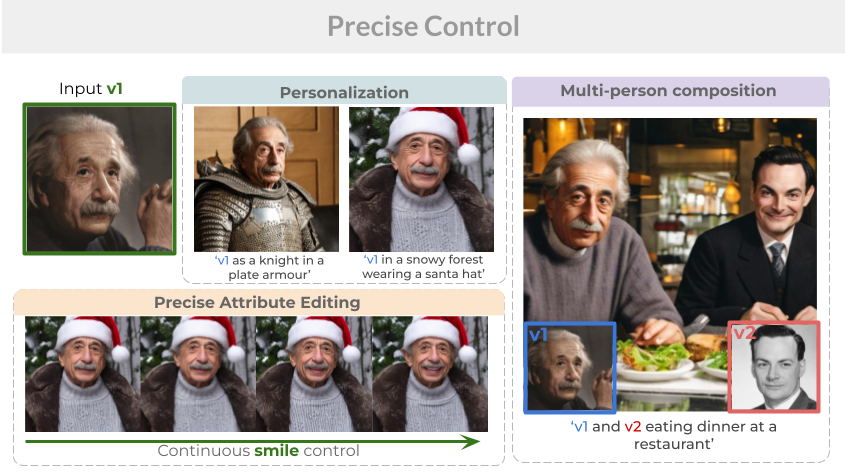 Precise Control
Input v1
Personalization
‘v1 as a knight in a
plate armour’
‘v1 in a snowy forest
wearing a santa hat’
Multi-person composition
v1
v2
‘v1 and v2 eating dinner at a
restaurant’
Precise Attribute Editing
Continuous smile control